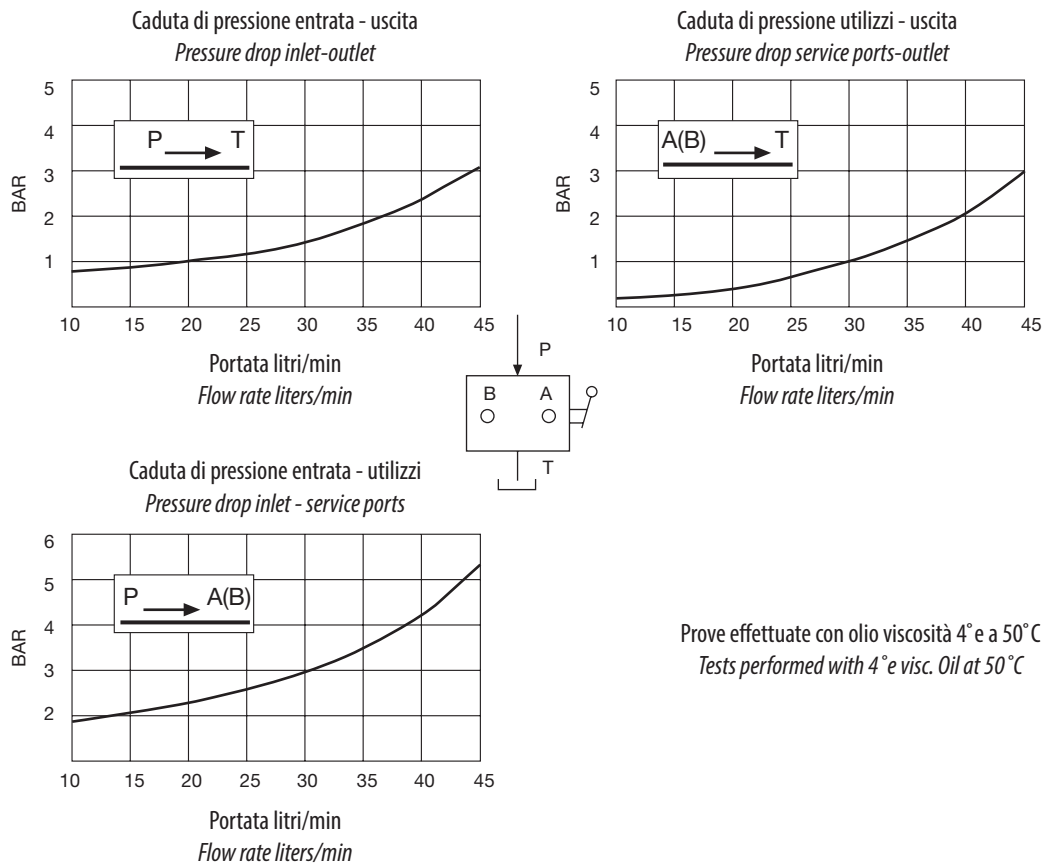 Caduta di pressione entrata - uscita
Pressure drop inlet-outlet
5
4
3
2
1
BAR
P T
10 15 20 25 30 35 40 45
Portata litri/min
Flow rate liters/min
Caduta di pressione utilizzi - uscita
Pressure drop service ports-outlet
5
4
3
2
1
BAR
A(B) T
10 15 20 25 30 35 40 45
Portata litri/min
Flow rate liters/min
P
B A
T
Caduta di pressione entrata - utilizzi
Pressure drop inlet - service ports
6
5
4
3
2
BAR
P A(B)
10 15 20 25 30 35 40 45
Portata litri/min
Flow rate liters/min
Prove effettuate con olio viscosità 4°e a 50°C
Tests performed with 4°e visc. Oil at 50°C